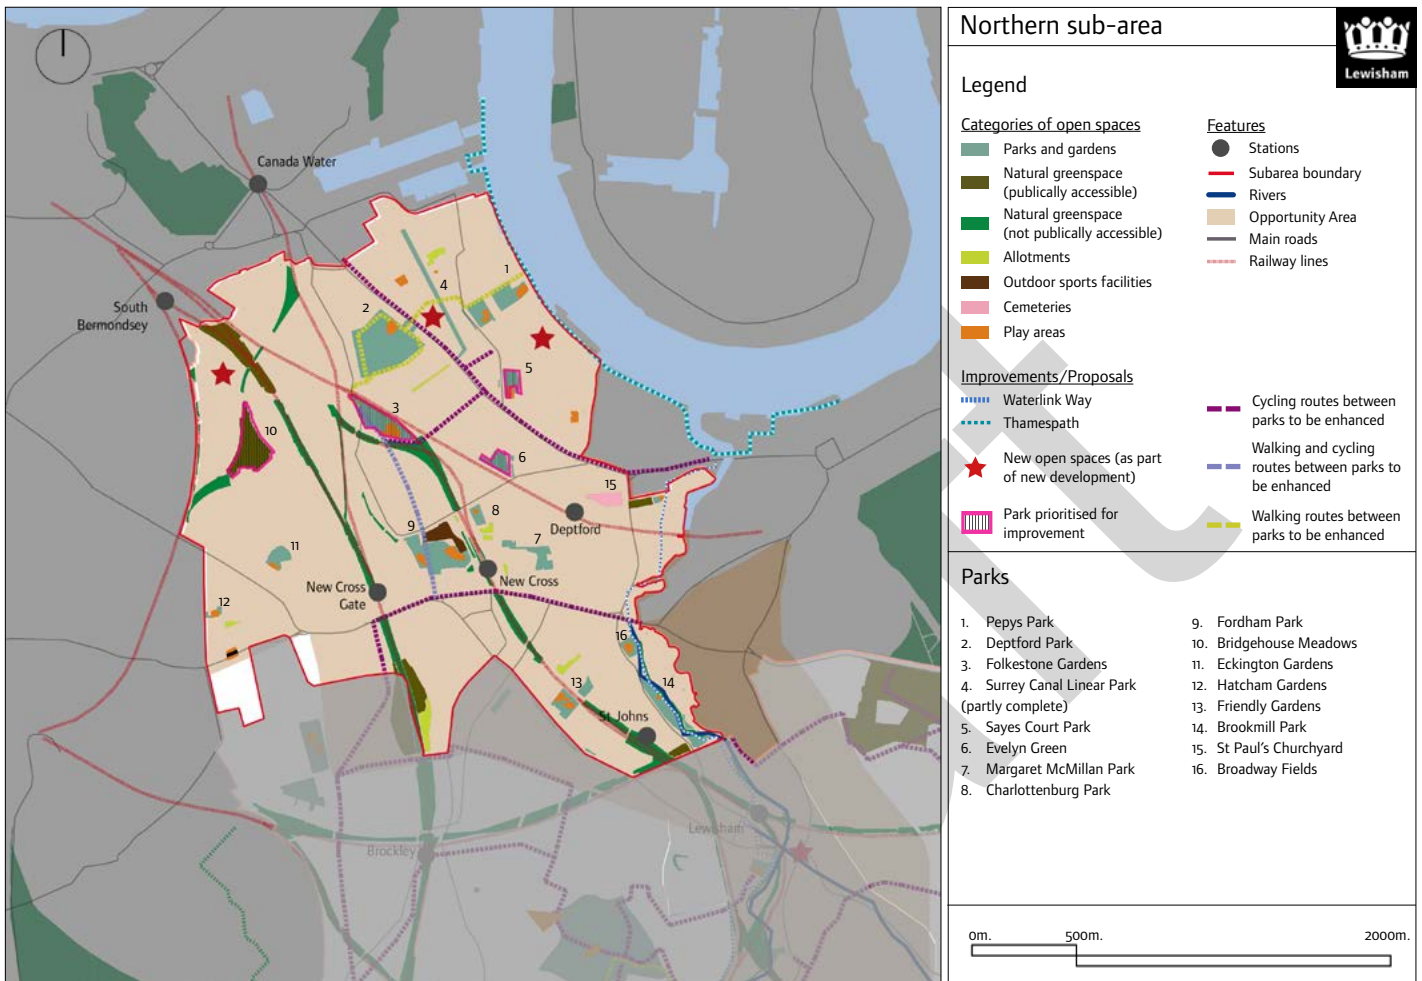 Northern sub-area
Lewisham
Legend
Categories of open spaces
Parks and gardens
Natural greenspace
(publically accessible)
Natural greenspace
(not publically accessible)
Allotments
Outdoor sports facilities
Cemeteries
Play areas
Features
Stations
Subarea boundary
Rivers
Opportunity Area
Main roads
Railway lines
Improvements/Proposals
Waterlink Way
Thamespath
New open spaces (as part
of new development)
Park prioritised for
improvement
Cycling routes between
parks to be enhanced
Walking and cycling
routes between parks to
be enhanced
Walking routes between
parks to be enhanced
Parks
1. Pepys Park
2. Deptford Park
3. Folkestone Gardens
4. Surrey Canal Linear Park
(partly complete)
5. Sayes Court Park
6. Evelyn Green
7. Margaret McMillan Park
8. Charlottenburg Park
9. Fordham Park
10. Bridgehouse Meadows
11. Eckington Gardens
12. Hatcham Gardens
13. Friendly Gardens
14. Brookmill Park
15. St Paul's Churchyard
16. Broadway Fields
0m.
500m.
2000m.
Canada Water
South
Bermondsey
1
4
2
5
3
10
6
15
8
Deptford
9
7
11
New Cross
New Cross
Gate
12
16
13
14
St Johns
Lewisham
Brockley